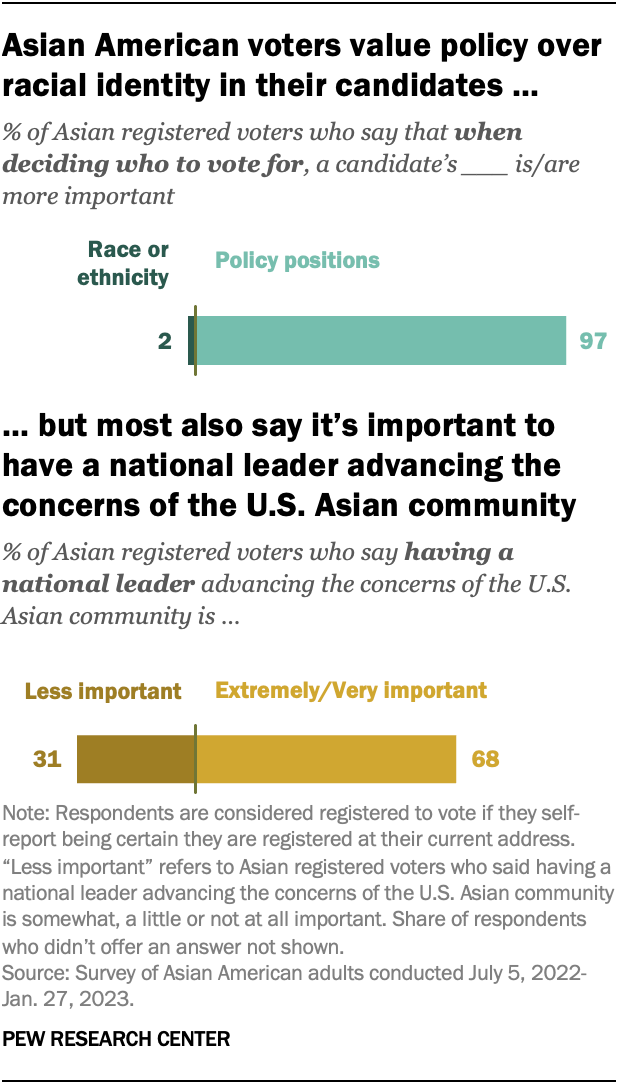 Asian American voters value policy over
racial identity in their candidates ...
% of Asian registered voters who say that when
deciding who to vote for, a candidate’s ___ is/are
more important
Race or
ethnicity
Policy positions
2
97
... but most also say it’s important to
have a national leader advancing the
concerns of the U.S. Asian community
% of Asian registered voters who say having a
national leader advancing the concerns of the U.S.
Asian community is ...
Less important
Extremely/Very important
31
68
Note: Respondents are considered registered to vote if they self-
report being certain they are registered at their current address.
“Less important” refers to Asian registered voters who said having a
national leader advancing the concerns of the U.S. Asian community
is somewhat, a little or not at all important. Share of respondents
who didn’t offer an answer not shown.
Source: Survey of Asian American adults conducted July 5, 2022-
Jan. 27, 2023.
PEW RESEARCH CENTER